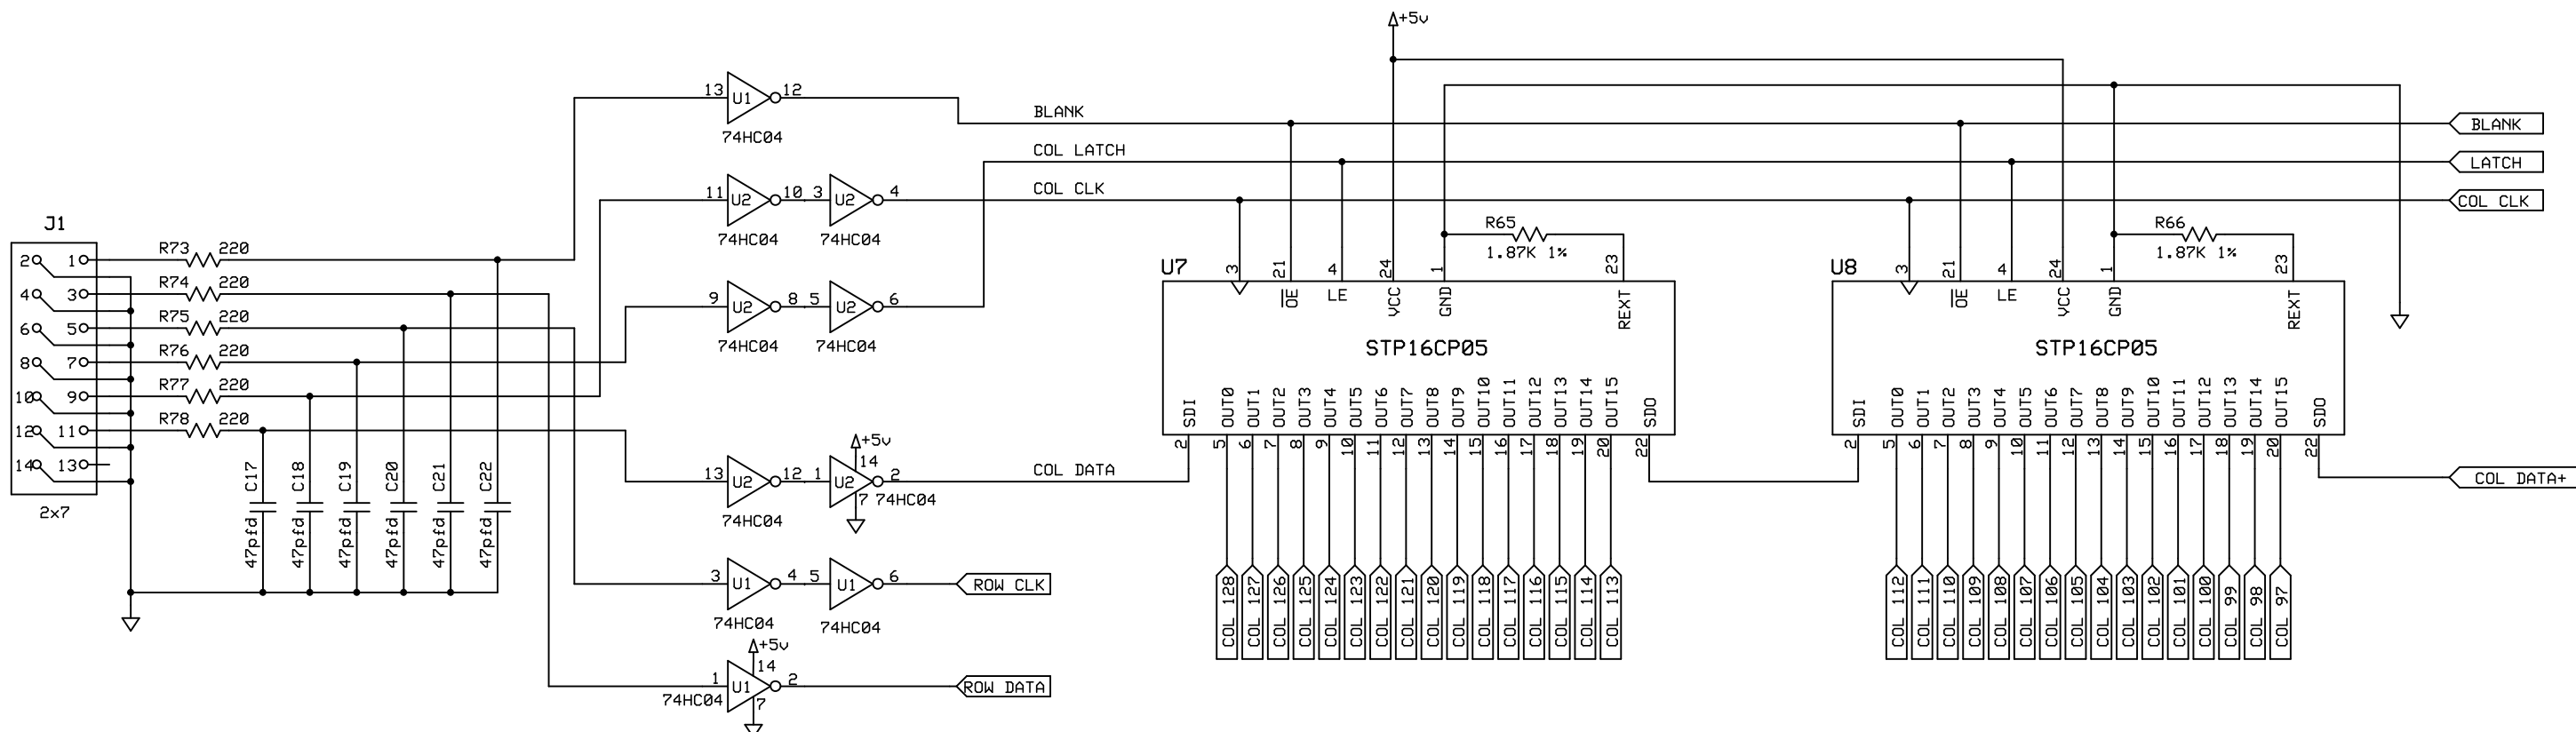 +5v
13 U1 12
74HC04
BLANK
BLANK
COL LATCH
LATCH
11 U2 10 3 U2 4
74HC04 74HC04
COL CLK
COL CLK
J1
2 1 R73 220
4 3 R74 220
6 5 R75 220
8 7 R76 220
10 9 R77 220
12 11 R78 220
14 13
2x7
C17 C18 C19 C20 C21 C22
47pfd 47pfd 47pfd 47pfd 47pfd 47pfd
9 U2 8 5 U2 6
74HC04 74HC04
13 U2 12 1 U2 2
+5v
14
7 74HC04
74HC04
COL DATA
3 U1 4 5 U1 6
74HC04 74HC04
ROW CLK
+5v
14
1 U1 2
74HC04 7
ROW DATA
U7
R65
1.87K 1%
3 21 4 24 1 23
OE LE VCC GND REXT
STP16CP05
SDI OUT0 OUT1 OUT2 OUT3 OUT4 OUT5 OUT6 OUT7 OUT8 OUT9 OUT10 OUT11 OUT12 OUT13 OUT14 OUT15 SDO
2 5 6 7 8 9 10 11 12 13 14 15 16 17 18 19 20 22
COL 128 COL 127 COL 126 COL 125 COL 124 COL 123 COL 122 COL 121 COL 120 COL 119 COL 118 COL 117 COL 116 COL 115 COL 114 COL 113
U8
R66
1.87K 1%
3 21 4 24 1 23
OE LE VCC GND REXT
STP16CP05
SDI OUT0 OUT1 OUT2 OUT3 OUT4 OUT5 OUT6 OUT7 OUT8 OUT9 OUT10 OUT11 OUT12 OUT13 OUT14 OUT15 SDO
2 5 6 7 8 9 10 11 12 13 14 15 16 17 18 19 20 22
COL 112 COL 111 COL 110 COL 109 COL 108 COL 107 COL 106 COL 105 COL 104 COL 103 COL 102 COL 101 COL 100 COL 99 COL 98 COL 97
COL DATA+